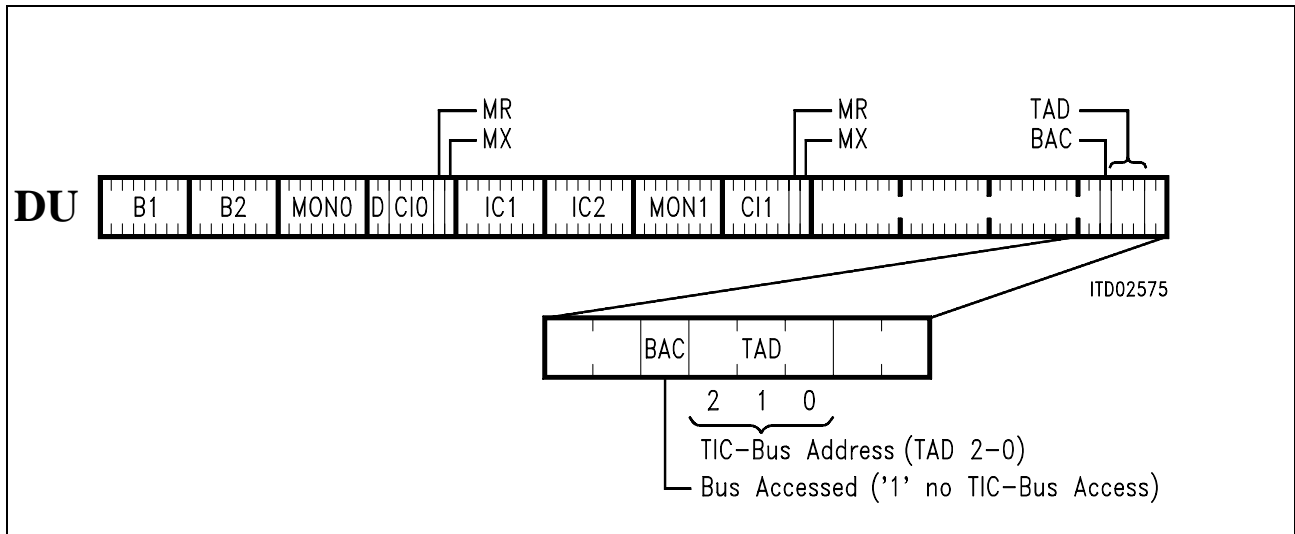 MR MR TAD
MX MX BAC
DU B1 B2 MON0 D CI0 IC1 IC2 MON1 CI1
ITD02575
BAC TAD
2 1 0
TIC-Bus Address (TAD 2-0)
Bus Accessed ('1' no TIC-Bus Access)